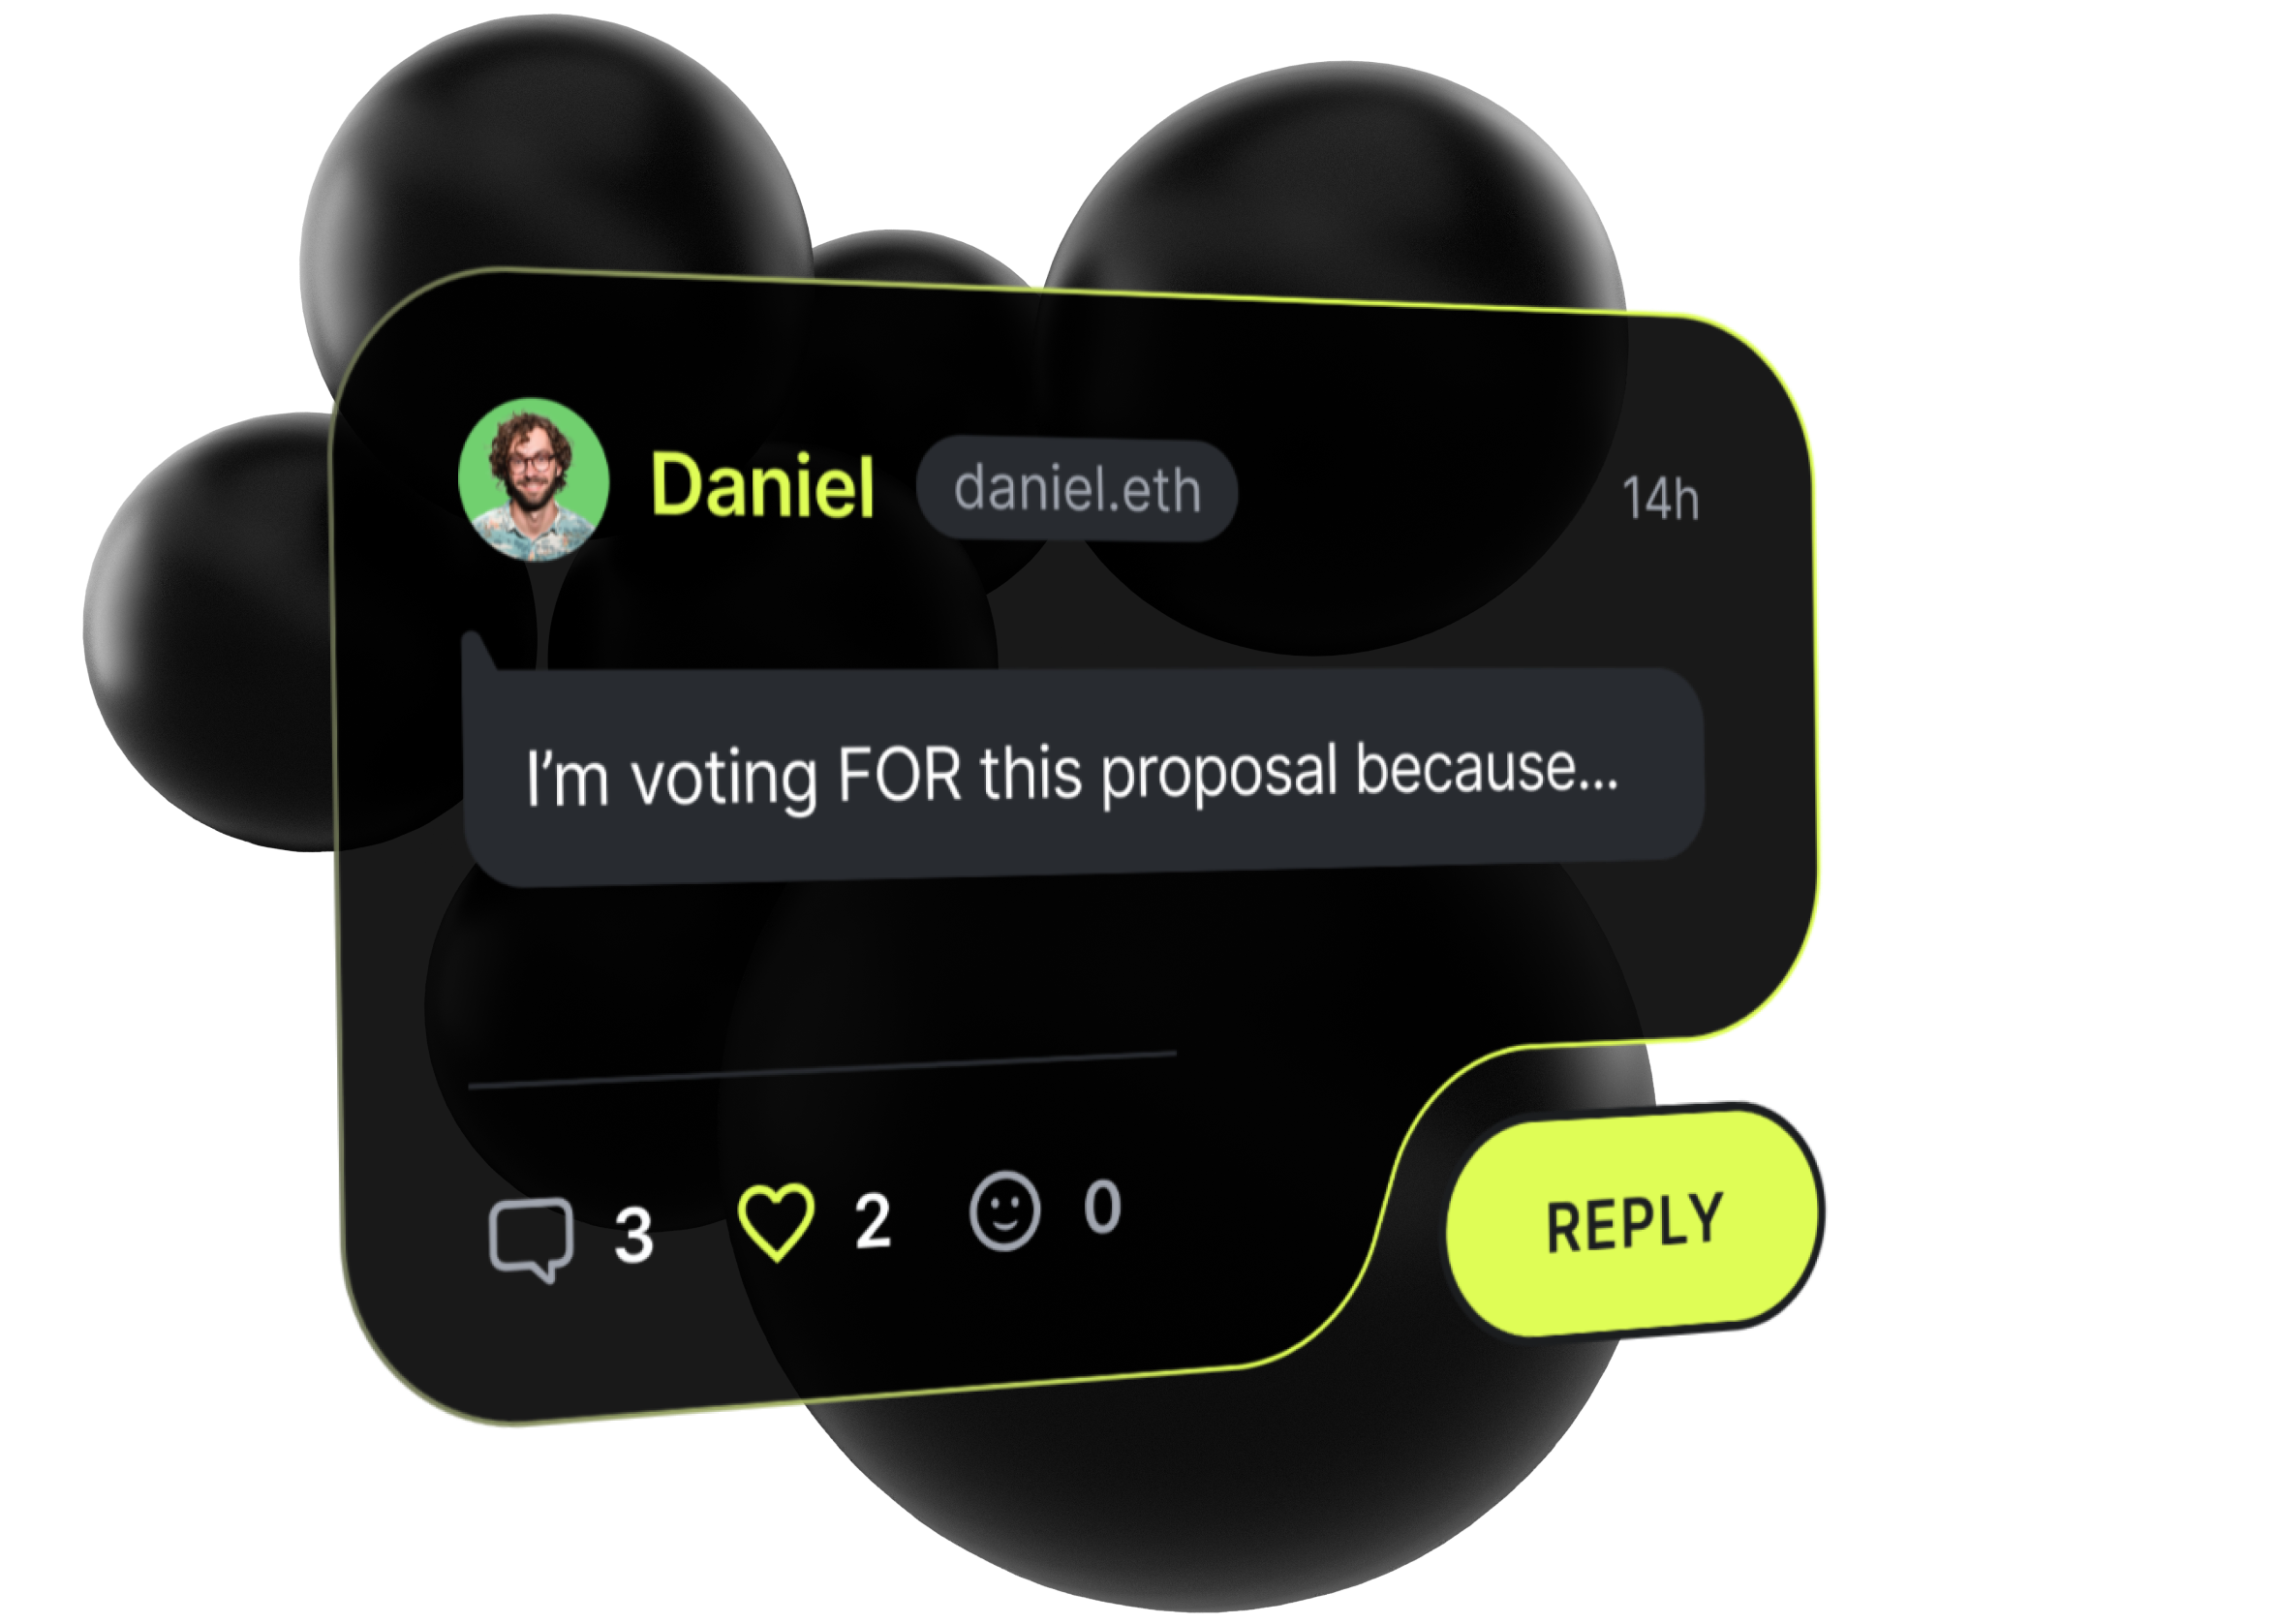 Daniel daniel.eth 14h
I’m voting FOR this proposal because...
3 2 0
REPLY